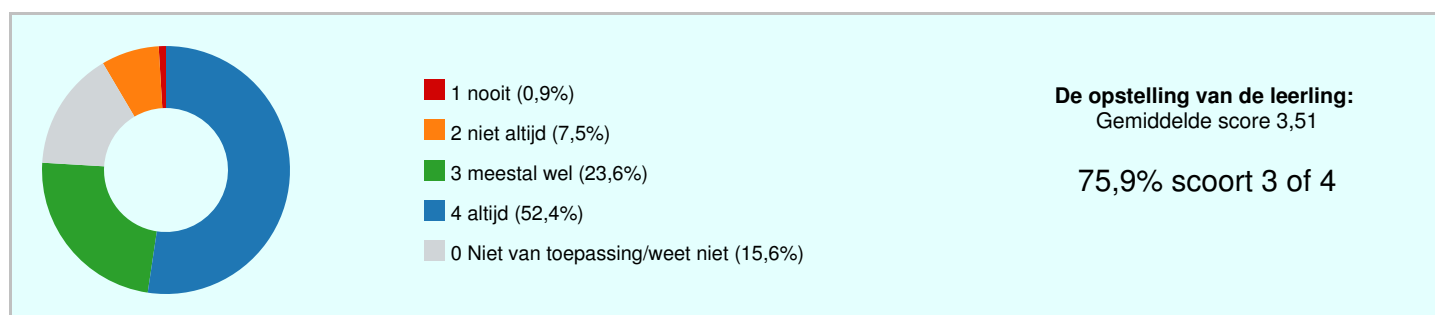 1 nooit (0,9%)
2 niet altijd (7,5%)
3 meestal wel (23,6%)
4 altijd (52,4%)
0 Niet van toepassing/weet niet (15,6%)
De opstelling van de leerling:
Gemiddelde score 3,51
75,9% scoort 3 of 4